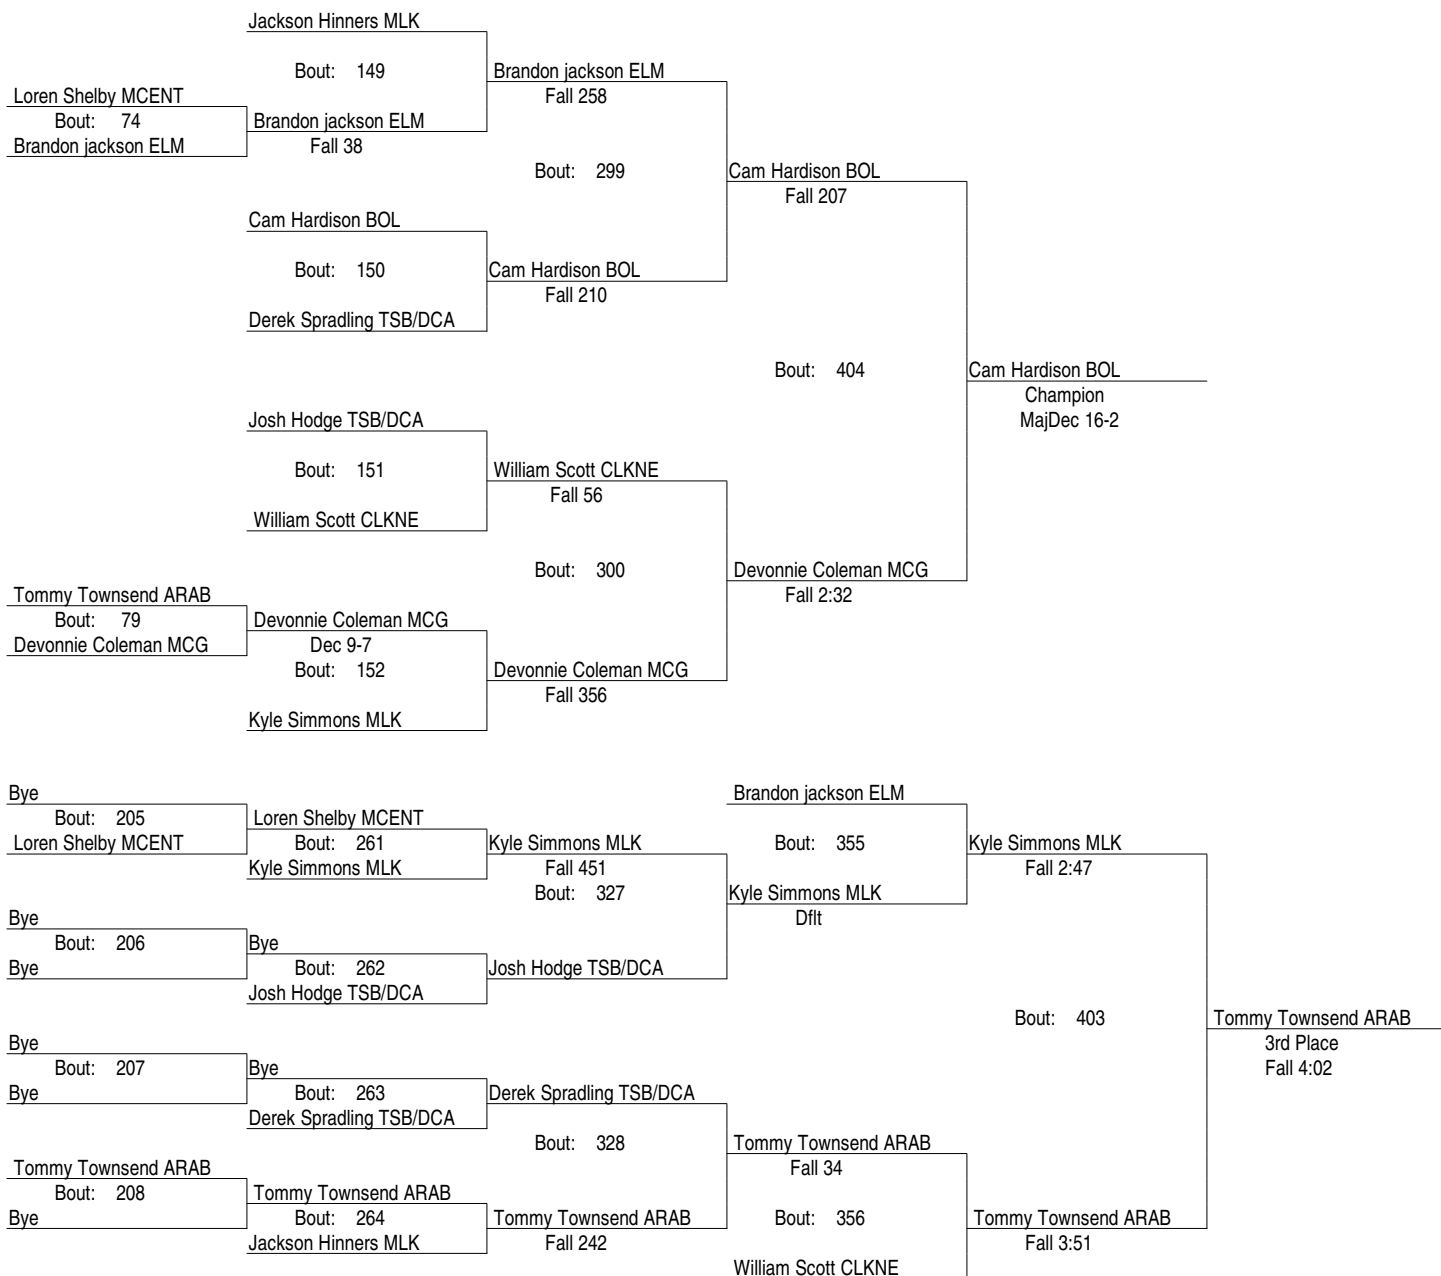 Jackson Hinners MLK
Bout: 149
Brandon jackson ELM
Fall 258
Loren Shelby MCENT
Bout: 74
Brandon jackson ELM
Fall 38
Brandon jackson ELM
Bout: 299
Cam Hardison BOL
Fall 207
Cam Hardison BOL
Bout: 150
Cam Hardison BOL
Fall 210
Derek Spradling TSB/DCA
Bout: 404
Cam Hardison BOL
Champion
MajDec 16-2
Josh Hodge TSB/DCA
Bout: 151
William Scott CLKNE
Fall 56
William Scott CLKNE
Bout: 300
Devonnie Coleman MCG
Fall 2:32
Tommy Townsend ARAB
Bout: 79
Devonnie Coleman MCG
Devonnie Coleman MCG
Dec 9-7
Bout: 152
Devonnie Coleman MCG
Fall 356
Kyle Simmons MLK
Bye
Bout: 205
Loren Shelby MCENT
Loren Shelby MCENT
Bout: 261
Kyle Simmons MLK
Kyle Simmons MLK
Fall 451
Bout: 327
Brandon jackson ELM
Bout: 355
Kyle Simmons MLK
Dflt
Kyle Simmons MLK
Fall 2:47
Bye
Bout: 206
Bye
Bye
Bout: 262
Josh Hodge TSB/DCA
Josh Hodge TSB/DCA
Bout: 403
Tommy Townsend ARAB
3rd Place
Fall 4:02
Bye
Bout: 207
Bye
Bye
Bout: 263
Derek Spradling TSB/DCA
Derek Spradling TSB/DCA
Bout: 328
Tommy Townsend ARAB
Fall 34
Tommy Townsend ARAB
Bout: 208
Bye
Tommy Townsend ARAB
Bout: 264
Jackson Hinners MLK
Tommy Townsend ARAB
Fall 242
Bout: 356
Tommy Townsend ARAB
Fall 3:51
William Scott CLKNE